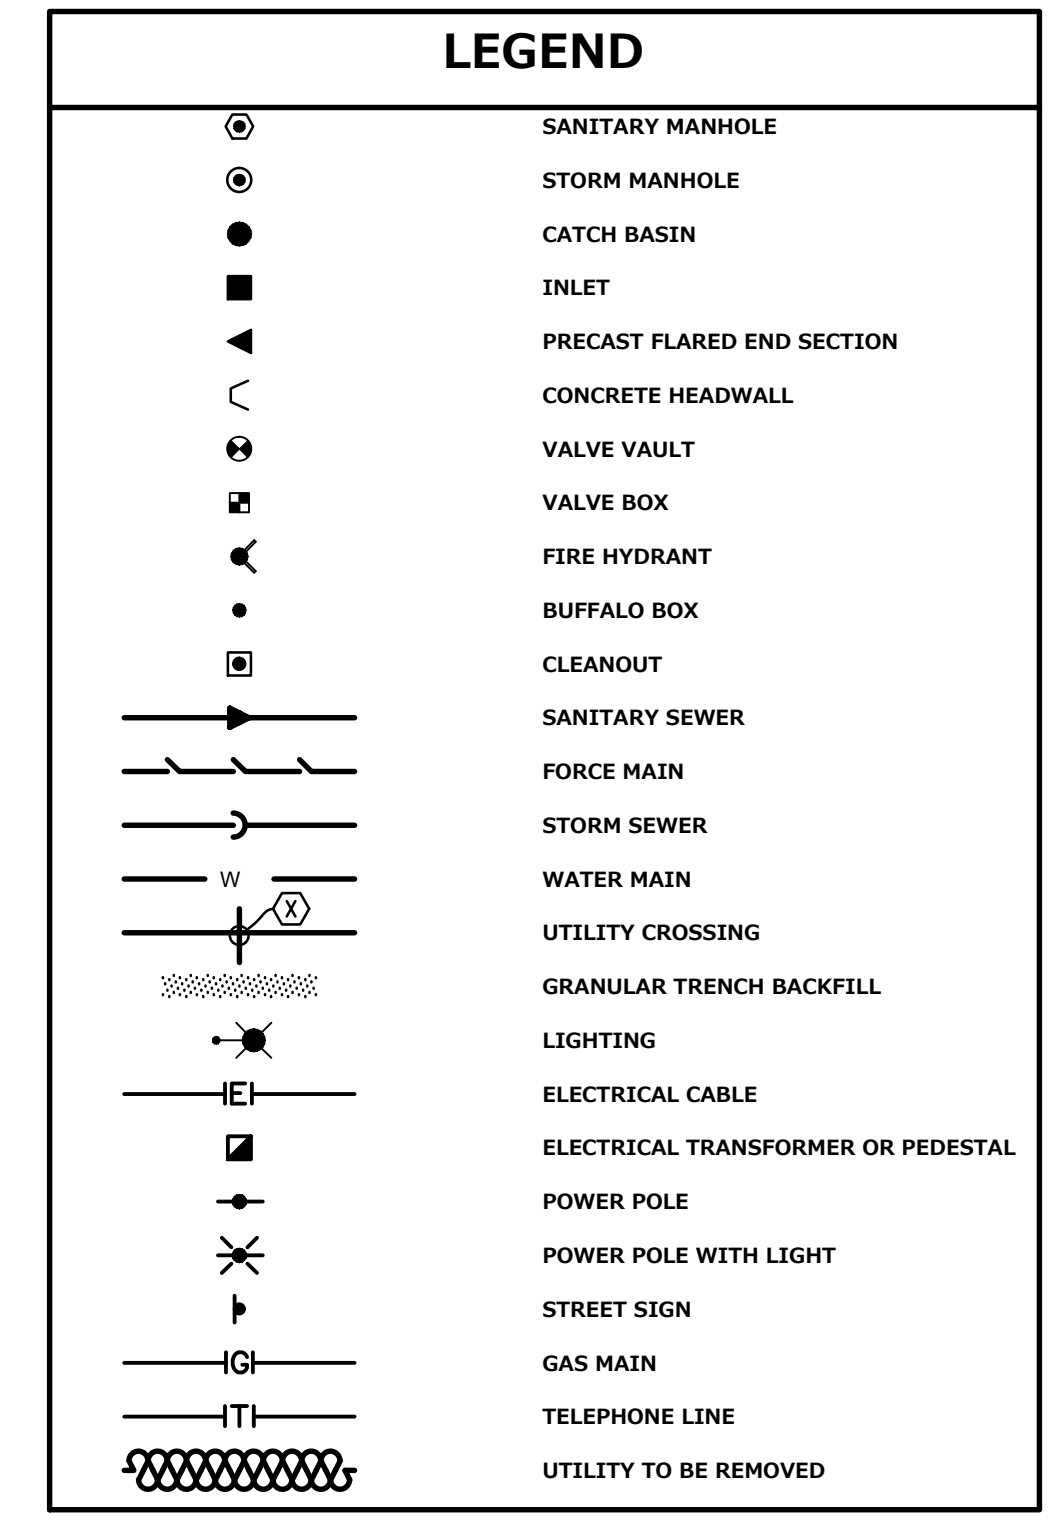 LEGEND
SANITARY MANHOLE
STORM MANHOLE
CATCH BASIN
INLET
PRECAST FLARED END SECTION
CONCRETE HEADWALL
VALVE VAULT
VALVE BOX
FIRE HYDRANT
BUFFALO BOX
CLEANOUT
SANITARY SEWER
FORCE MAIN
STORM SEWER
W WATER MAIN
X UTILITY CROSSING
GRANULAR TRENCH BACKFILL
LIGHTING
E ELECTRICAL CABLE
ELECTRICAL TRANSFORMER OR PEDESTAL
POWER POLE
POWER POLE WITH LIGHT
STREET SIGN
G GAS MAIN
T TELEPHONE LINE
UTILITY TO BE REMOVED